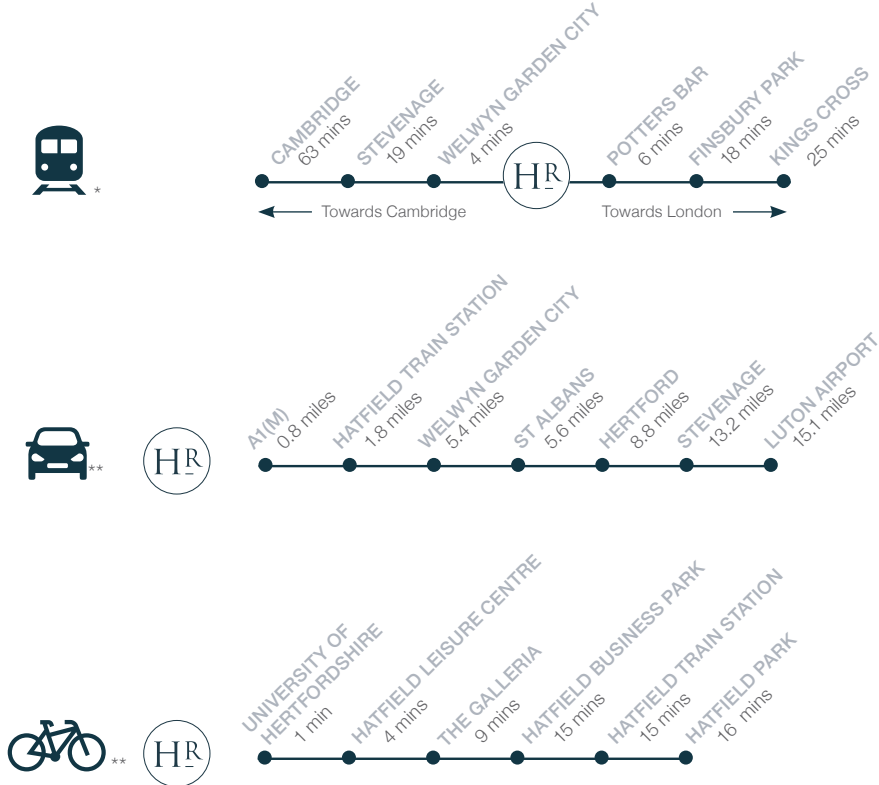 CAMBRIDGE
63 mins
STEVENAGE
19 mins
WELWYN GARDEN CITY
4 mins
HR
POTTERS BAR
6 mins
FINSBURY PARK
18 mins
KINGS CROSS
25 mins
*
Towards Cambridge
Towards London
A1(M)
0.8 miles
HATFIELD TRAIN STATION
1.8 miles
WELWYN GARDEN CITY
5.4 miles
ST ALBANS
5.6 miles
HERTFORD
8.8 miles
STEVENAGE
13.2 miles
LUTON AIRPORT
15.1 miles
**
HR
UNIVERSITY OF
HERTFORDSHIRE
1 min
HATFIELD LEISURE CENTRE
4 mins
THE GALLERIA
9 mins
HATFIELD BUSINESS PARK
15 mins
HATFIELD TRAIN STATION
15 mins
HATFIELD PARK
16 mins
**
HR